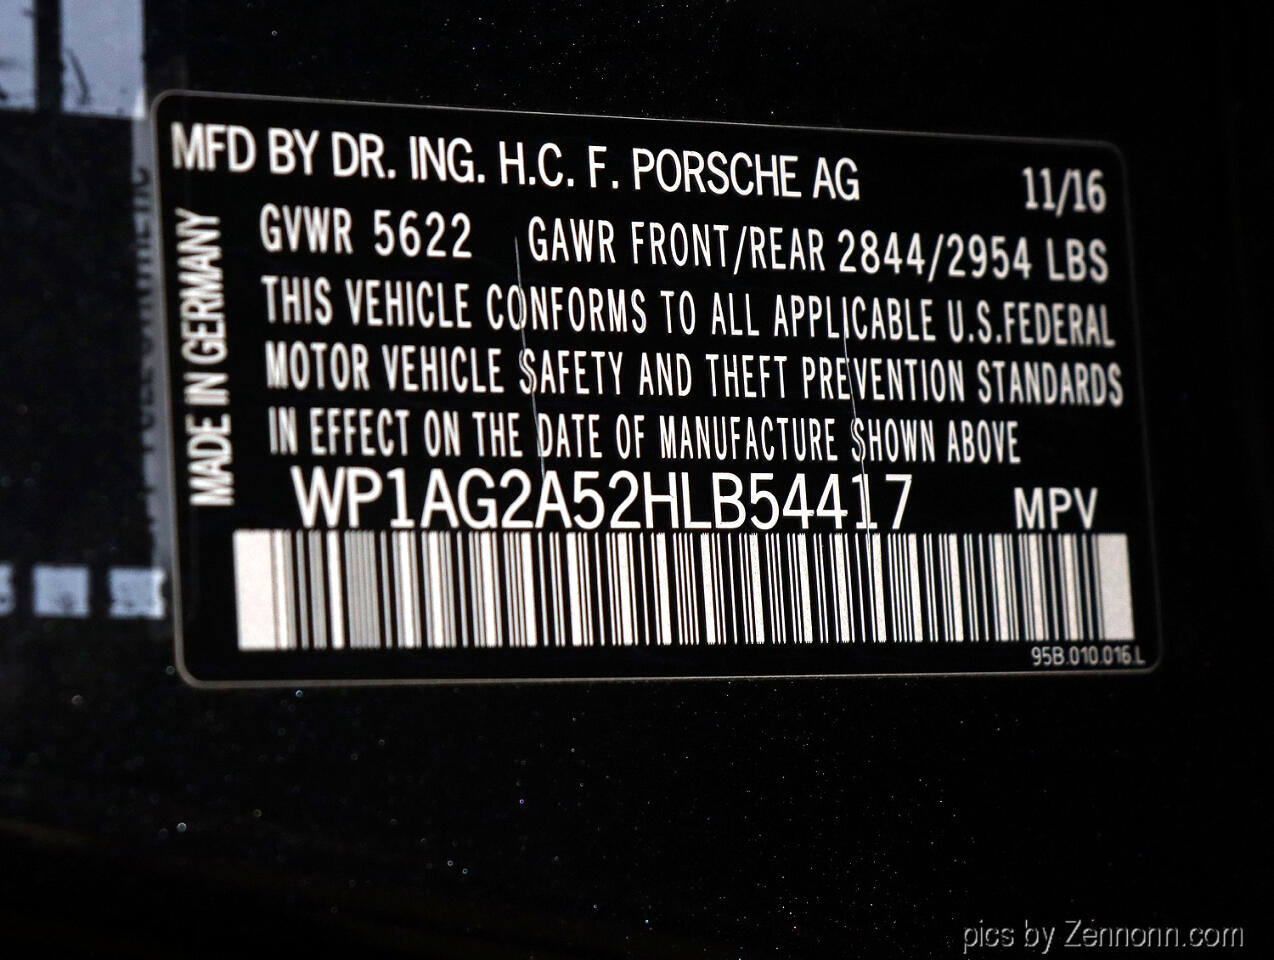 MFD BY DR. ING. H.C. F. PORSCHE AG 11/16
MADE IN GERMANY
GVWR 5622 GAWR FRONT/REAR 2844/2954 LBS
THIS VEHICLE CONFORMS TO ALL APPLICABLE U.S.FEDERAL
MOTOR VEHICLE SAFETY AND THEFT PREVENTION STANDARDS
IN EFFECT ON THE DATE OF MANUFACTURE SHOWN ABOVE
WP1AG2A52HLB54417 MPV
95B.010.016.L
pics by Zennonn.com